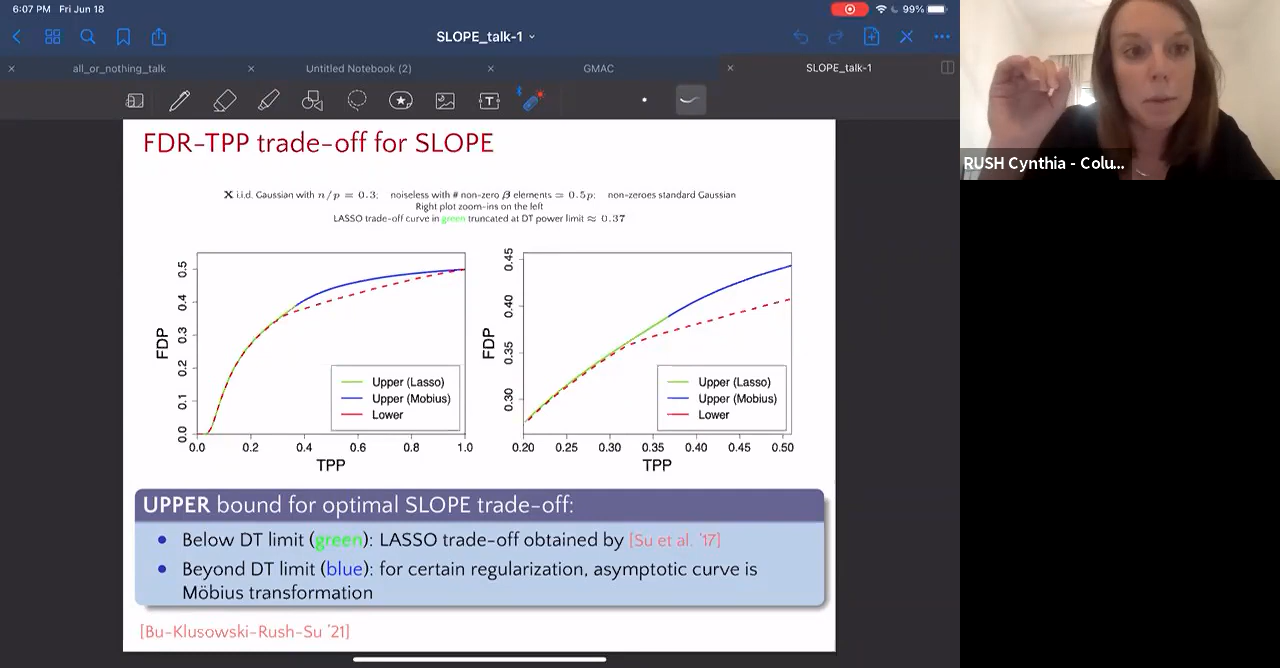 6:07 PM Fri Jun 18
99%
SLOPE_talk-1
all_or_nothing_talk
Untitled Notebook (2)
GMAC
SLOPE_talk-1
FDR-TPP trade-off for SLOPE
X i.i.d. Gaussian with n/p = 0.3; noiseless with # non-zero β elements = 0.5p; non-zeroes standard Gaussian
Right plot zoom-ins on the left
LASSO trade-off curve in green truncated at DT power limit ≈ 0.37
FDP
0.5
0.4
0.3
0.2
0.1
0.0
0.0 0.2 0.4 0.6 0.8 1.0
TPP
Upper (Lasso)
Upper (Mobius)
Lower
FDP
0.45
0.40
0.35
0.30
0.20 0.25 0.30 0.35 0.40 0.45 0.50
TPP
Upper (Lasso)
Upper (Mobius)
Lower
UPPER bound for optimal SLOPE trade-off:
Below DT limit (green): LASSO trade-off obtained by [Su et al. '17]
Beyond DT limit (blue): for certain regularization, asymptotic curve is
Möbius transformation
[Bu-Klusowski-Rush-Su '21]
RUSH Cynthia - Colu...